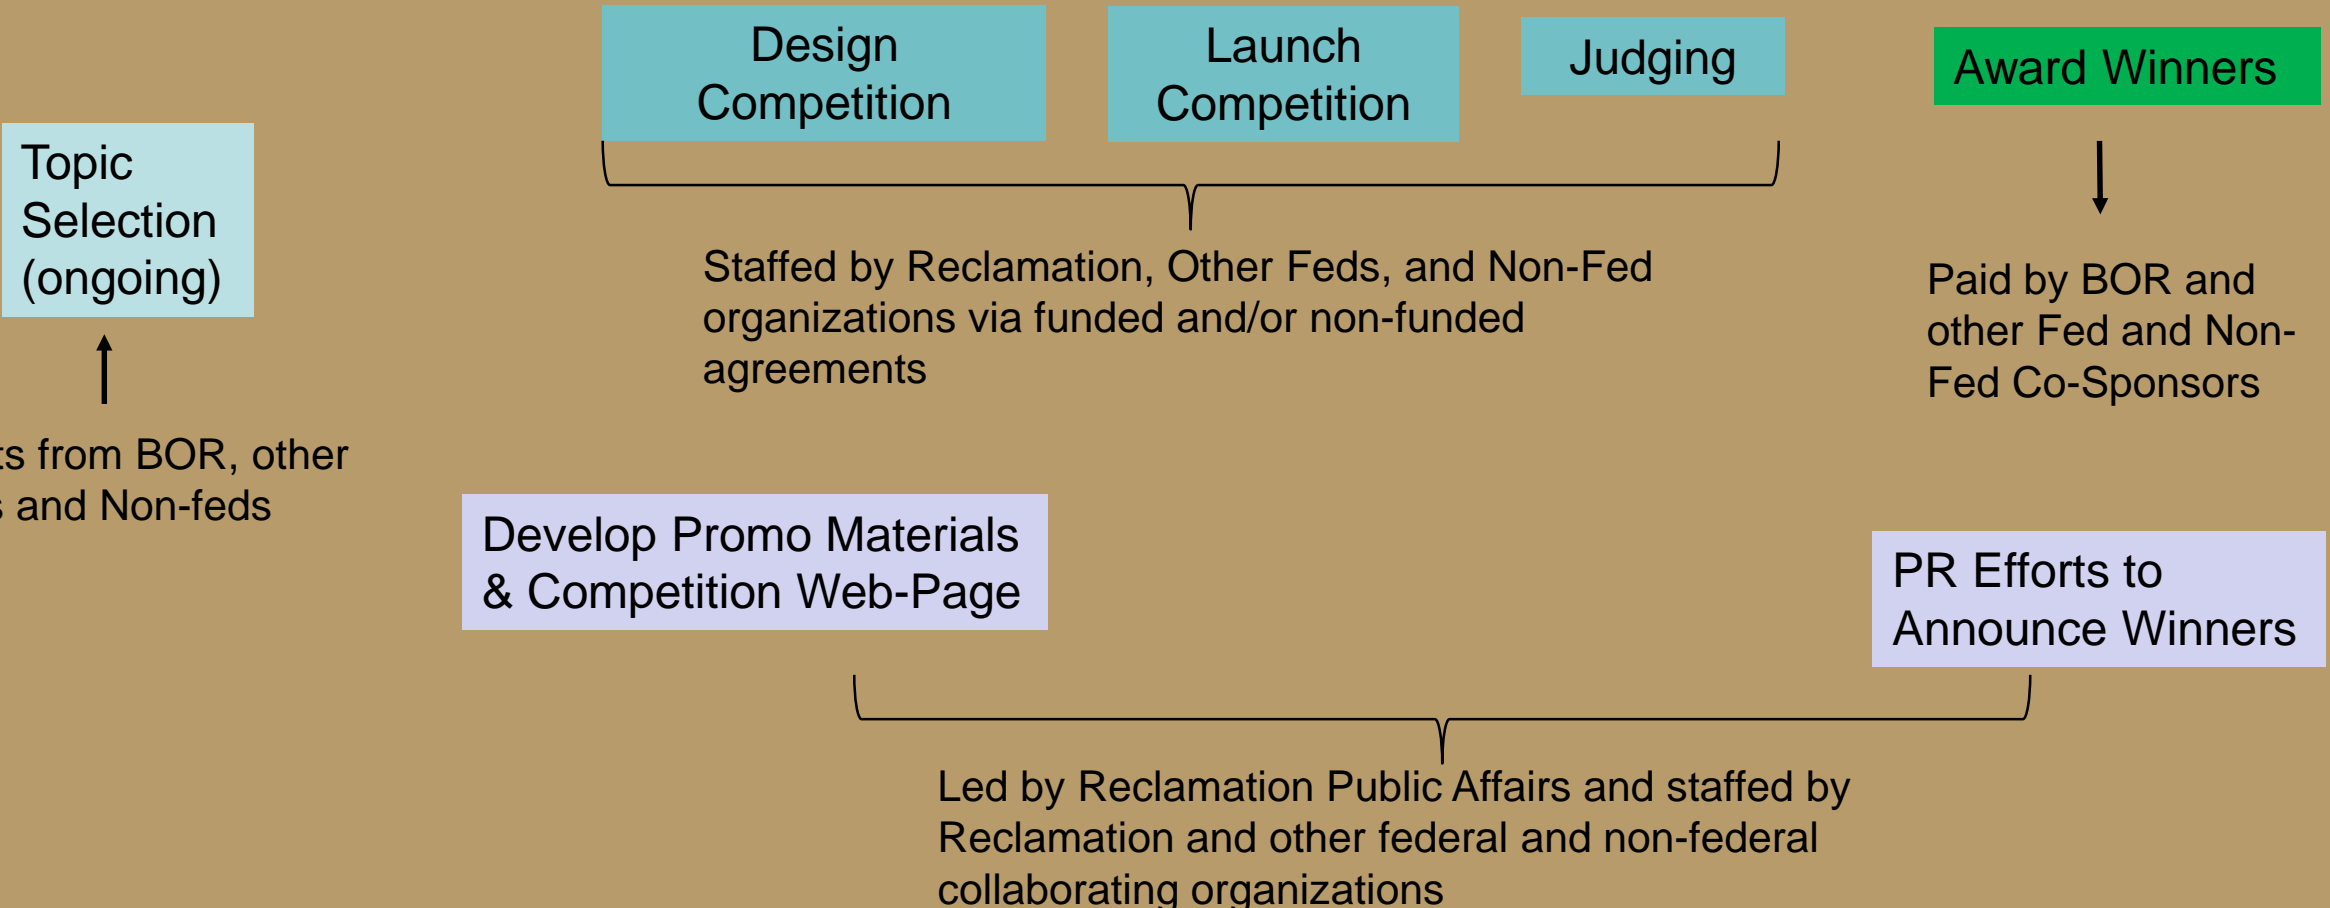 Design
Competition
Launch
Competition
Judging
Award Winners
Topic
Selection
(ongoing)
Staffed by Reclamation, Other Feds, and Non-Fed
organizations via funded and/or non-funded
agreements
Paid by BOR and
other Fed and Non-
Fed Co-Sponsors
from BOR, other
and Non-feds
Develop Promo Materials
& Competition Web-Page
PR Efforts to
Announce Winners
Led by Reclamation Public Affairs and staffed by
Reclamation and other federal and non-federal
collaborating organizations